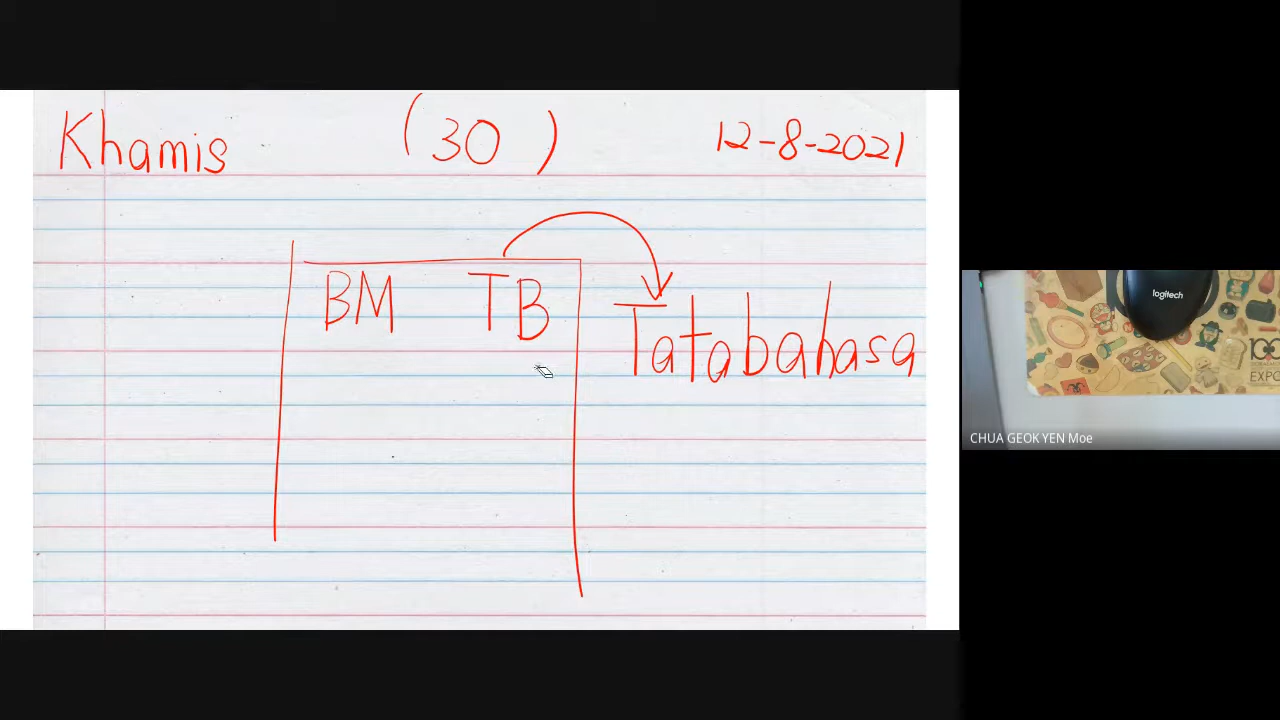 Khamis (30) 12-8-2021
BM TB Tatabahasa
logitech
EXPO
CHUA GEOK YEN Moe